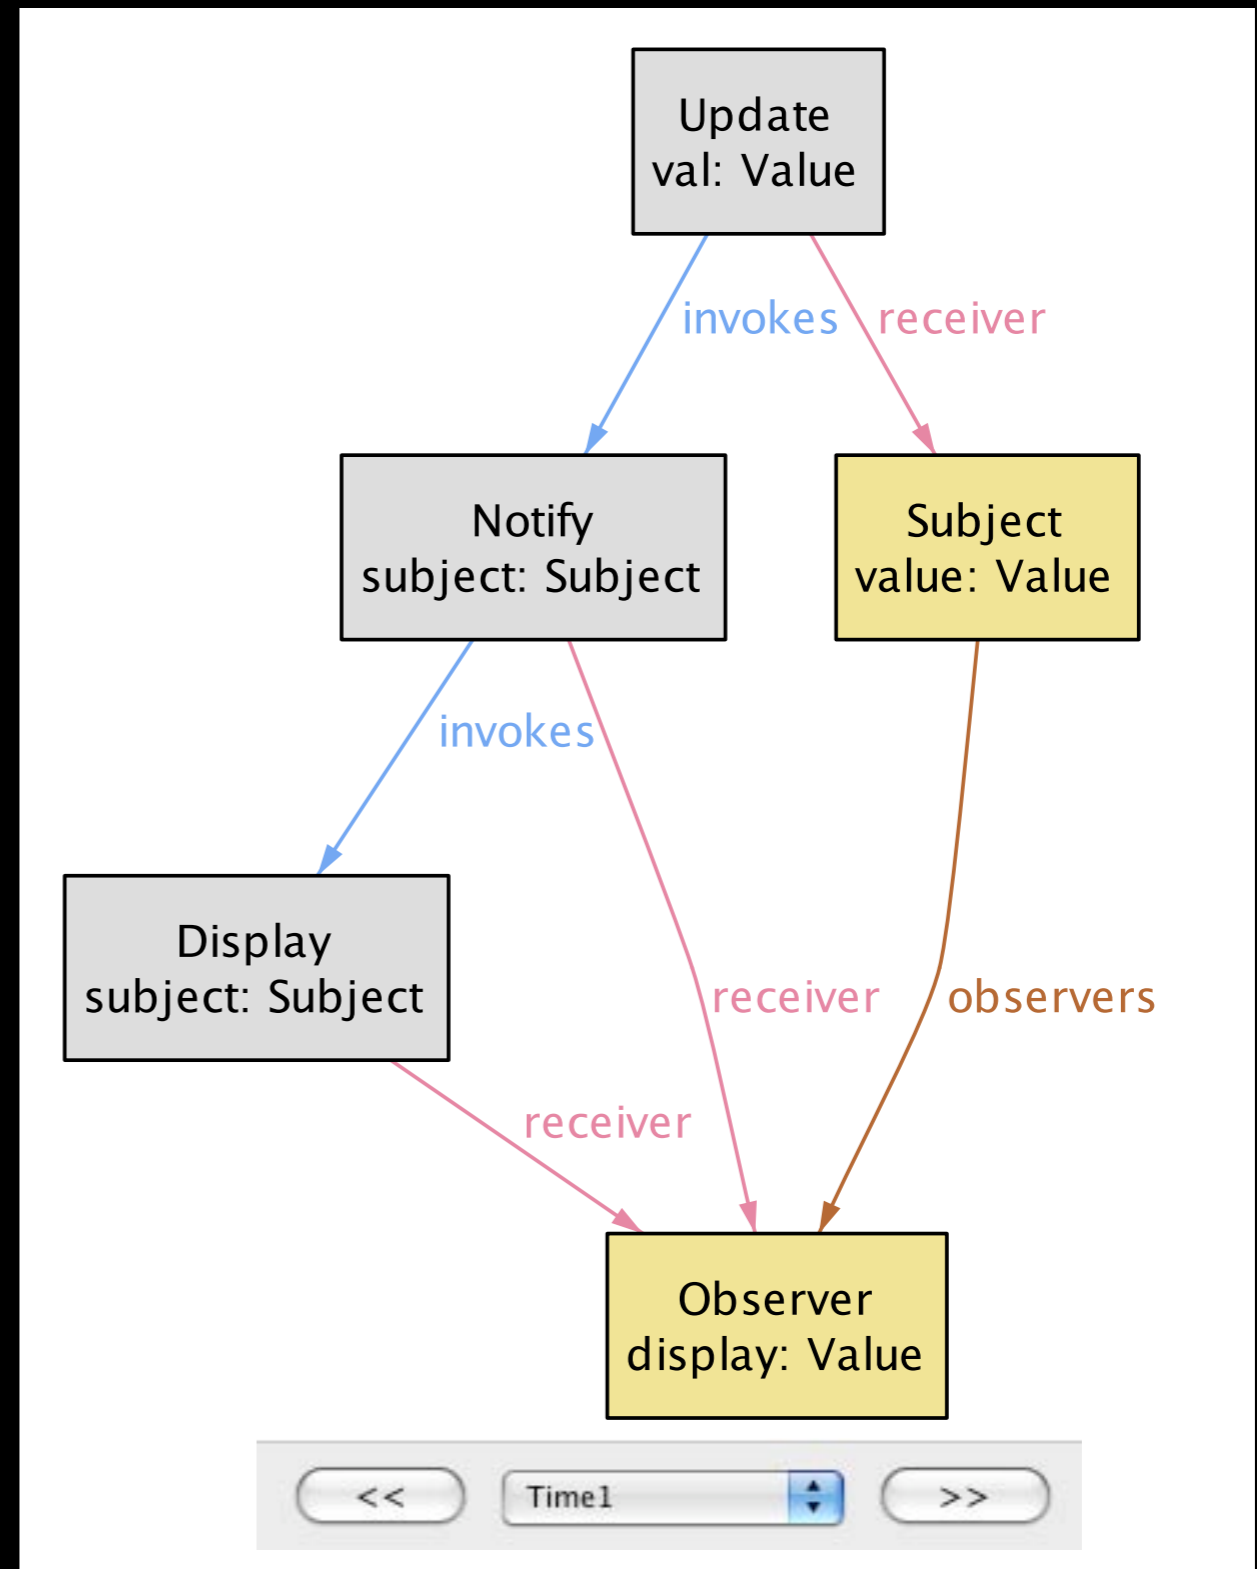 Update
val: Value
invokes
receiver
Notify
subject: Subject
Subject
value: Value
invokes
Display
subject: Subject
receiver
observers
receiver
Observer
display: Value
<<
Time1
>>